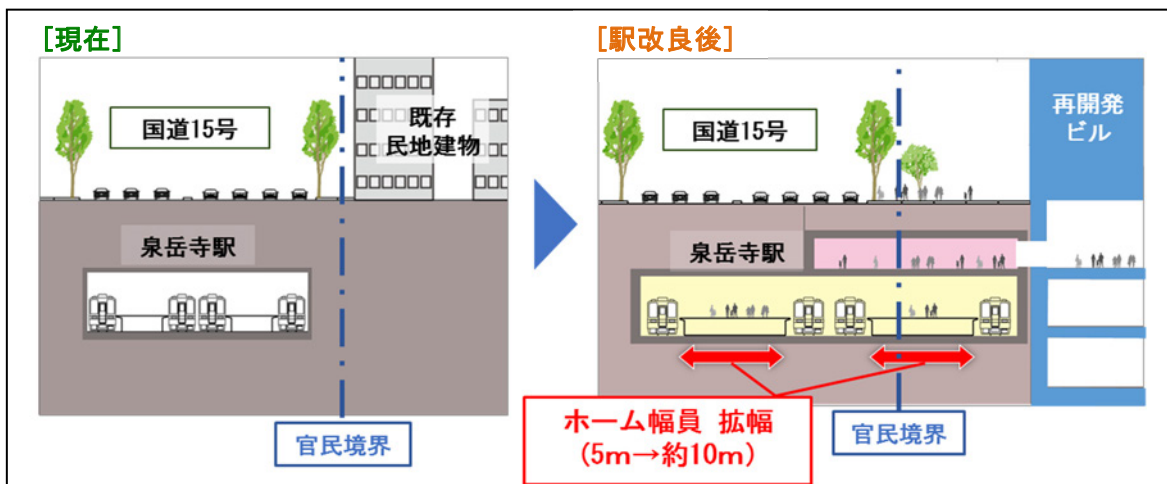 [現在]
国道15号
既存
民地建物
泉岳寺駅
官民境界
[駅改良後]
国道15号
再開発
ビル
泉岳寺駅
ホーム幅員 拡幅
(5m→約10m)
官民境界